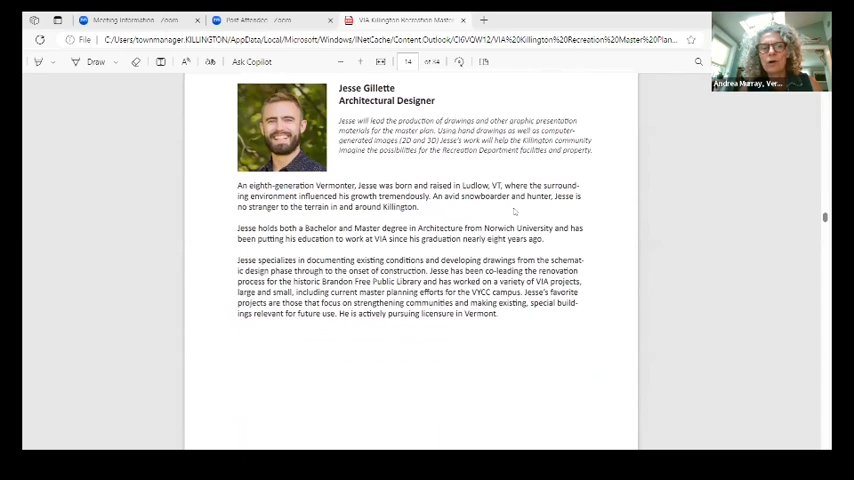 Meeting Information - Zoom
Post Attendee - Zoom
VIA Killington Recreation Master
File
C:/Users/townmanager.KILLINGTON/AppData/Local/Microsoft/Windows/INetCache/Content.Outlook/CI6VQW12/VIA%20Killington%20Recreation%20Master%20Plan...
Draw
Ask Copilot
14
of 34
Andrea Murray, Ver...
Jesse Gillette
Architectural Designer
Jesse will lead the production of drawings and other graphic presentation
materials for the master plan. Using hand drawings as well as computer-
generated images (2D and 3D) Jesse's work will help the Killington community
imagine the possibilities for the Recreation Department facilities and property.
An eighth-generation Vermonter, Jesse was born and raised in Ludlow, VT, where the surround-
ing environment influenced his growth tremendously. An avid snowboarder and hunter, Jesse is
no stranger to the terrain in and around Killington.
Jesse holds both a Bachelor and Master degree in Architecture from Norwich University and has
been putting his education to work at VIA since his graduation nearly eight years ago.
Jesse specializes in documenting existing conditions and developing drawings from the schemat-
ic design phase through to the onset of construction. Jesse has been co-leading the renovation
process for the historic Brandon Free Public Library and has worked on a variety of VIA projects,
large and small, including current master planning efforts for the VYCC campus. Jesse's favorite
projects are those that focus on strengthening communities and making existing, special build-
ings relevant for future use. He is actively pursuing licensure in Vermont.